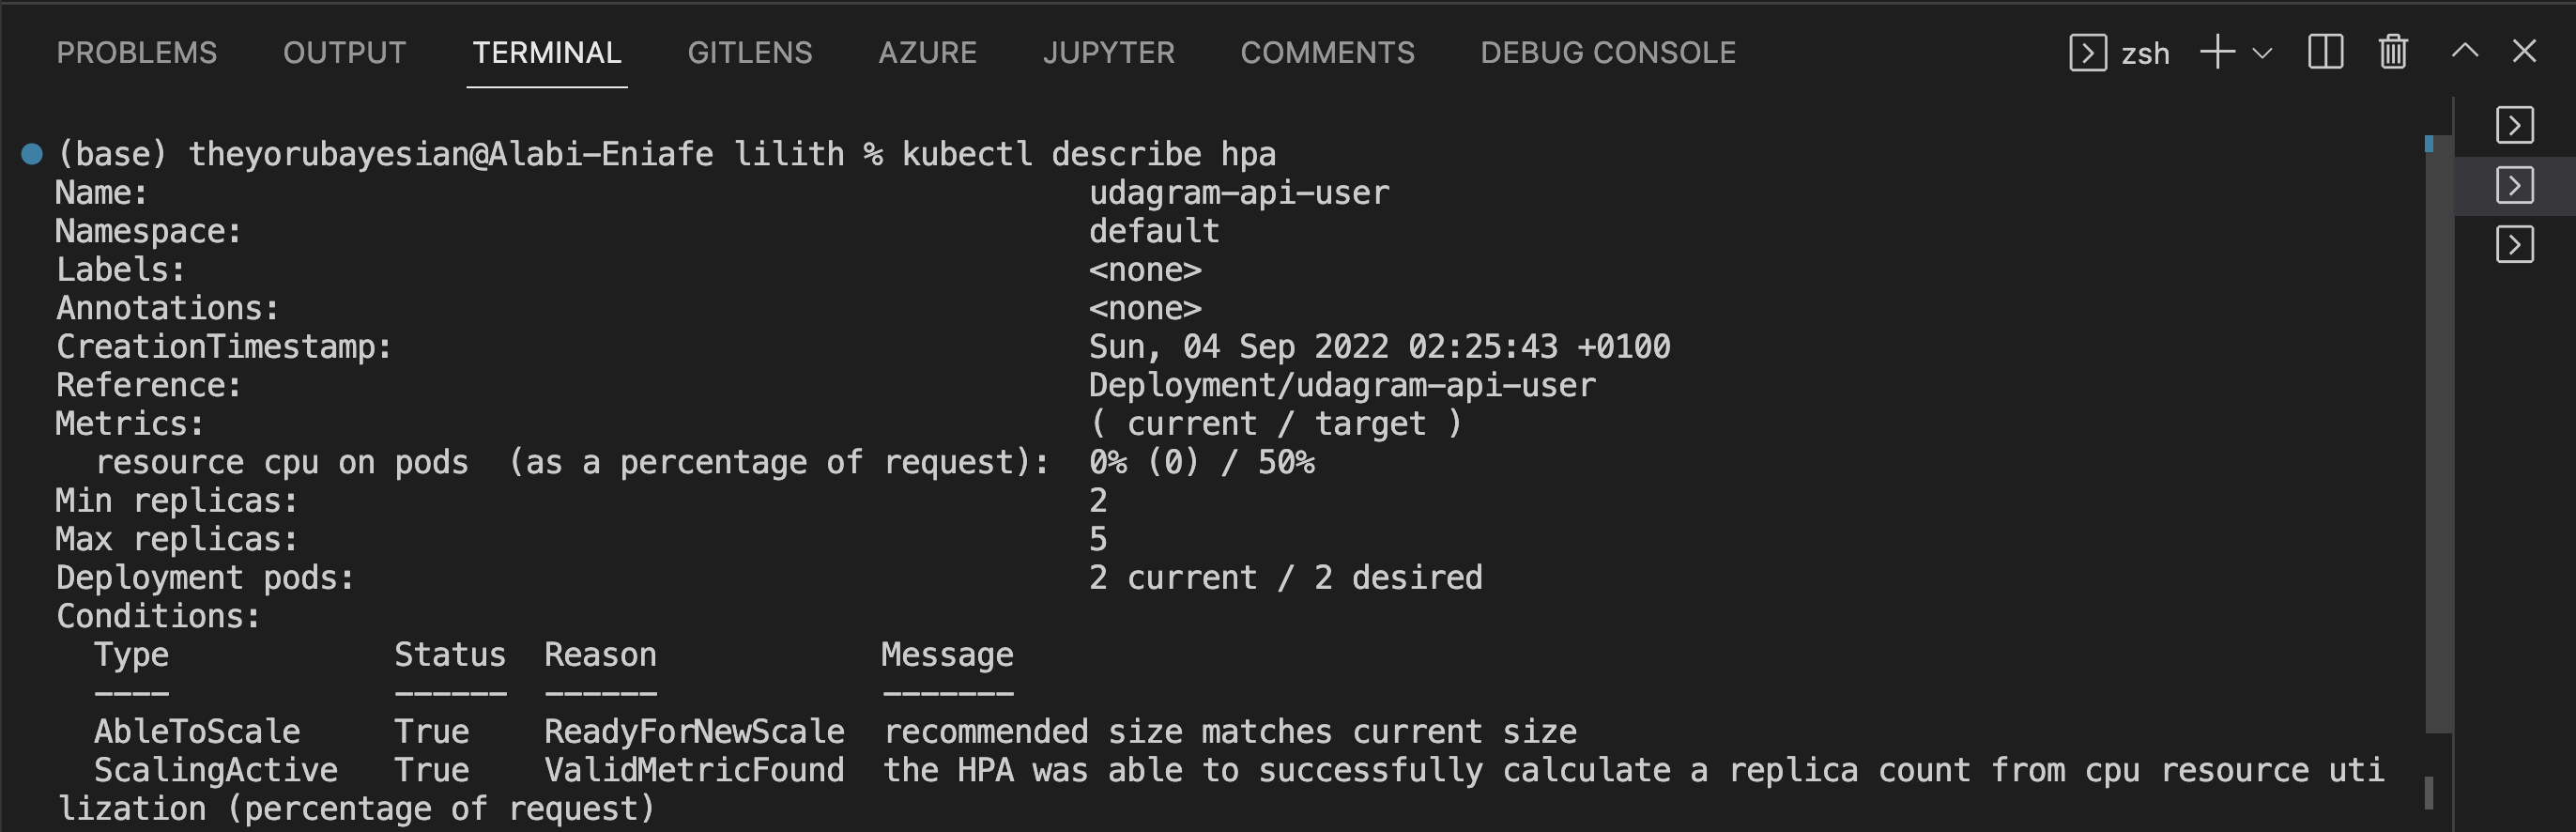 PROBLEMS OUTPUT TERMINAL GITLENS AZURE JUPYTER COMMENTS DEBUG CONSOLE zsh
(base) theyorubayesian@Alabi-Eniafe lilith % kubectl describe hpa
Name: udagram-api-user
Namespace: default
Labels: <none>
Annotations: <none>
CreationTimestamp: Sun, 04 Sep 2022 02:25:43 +0100
Reference: Deployment/udagram-api-user
Metrics: ( current / target )
resource cpu on pods (as a percentage of request): 0% (0) / 50%
Min replicas: 2
Max replicas: 5
Deployment pods: 2 current / 2 desired
Conditions:
Type Status Reason Message
---- ------ ------ -------
AbleToScale True ReadyForNewScale recommended size matches current size
ScalingActive True ValidMetricFound the HPA was able to successfully calculate a replica count from cpu resource uti
lization (percentage of request)